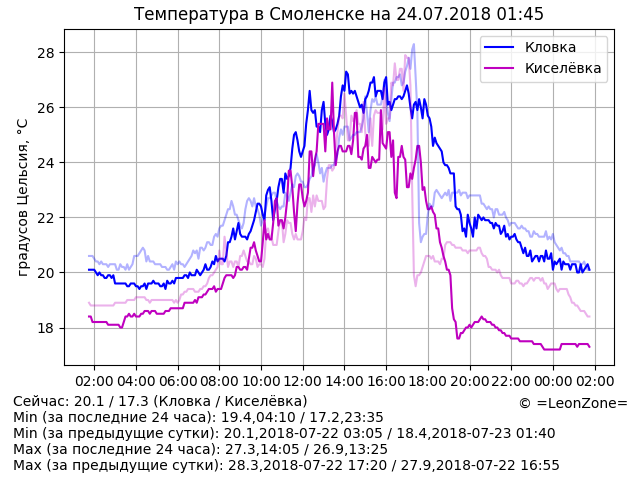 Температура в Смоленске на 24.07.2018 01:45
Кловка
Киселёвка
градусов Цельсия, °C
28
26
24
22
20
18
02:00 04:00 06:00 08:00 10:00 12:00 14:00 16:00 18:00 20:00 22:00 00:00 02:00
Сейчас: 20.1 / 17.3 (Кловка / Киселёвка)
© =LeonZone=
Min (за последние 24 часа): 19.4,04:10 / 17.2,23:35
Min (за предыдущие сутки): 20.1,2018-07-22 03:05 / 18.4,2018-07-23 01:40
Max (за последние 24 часа): 27.3,14:05 / 26.9,13:25
Max (за предыдущие сутки): 28.3,2018-07-22 17:20 / 27.9,2018-07-22 16:55